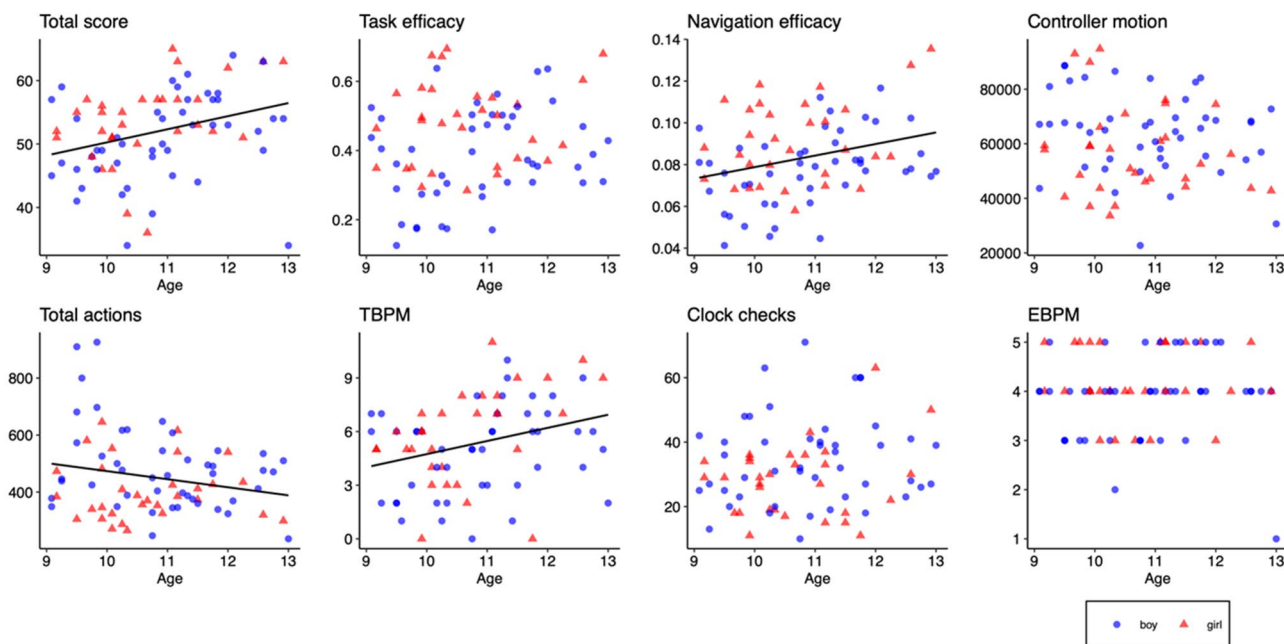 Total score
Task efficacy
Navigation efficacy
Controller motion
60
50
40
9 10 11 12 13
Age
0.6
0.4
0.2
9 10 11 12 13
Age
0.14
0.12
0.10
0.08
0.06
0.04
9 10 11 12 13
Age
80000
60000
40000
20000
9 10 11 12 13
Age
Total actions
TBPM
Clock checks
EBPM
800
600
400
9 10 11 12 13
Age
9
6
3
0
9 10 11 12 13
Age
60
40
20
9 10 11 12 13
Age
5
4
3
2
1
9 10 11 12 13
Age
boy girl